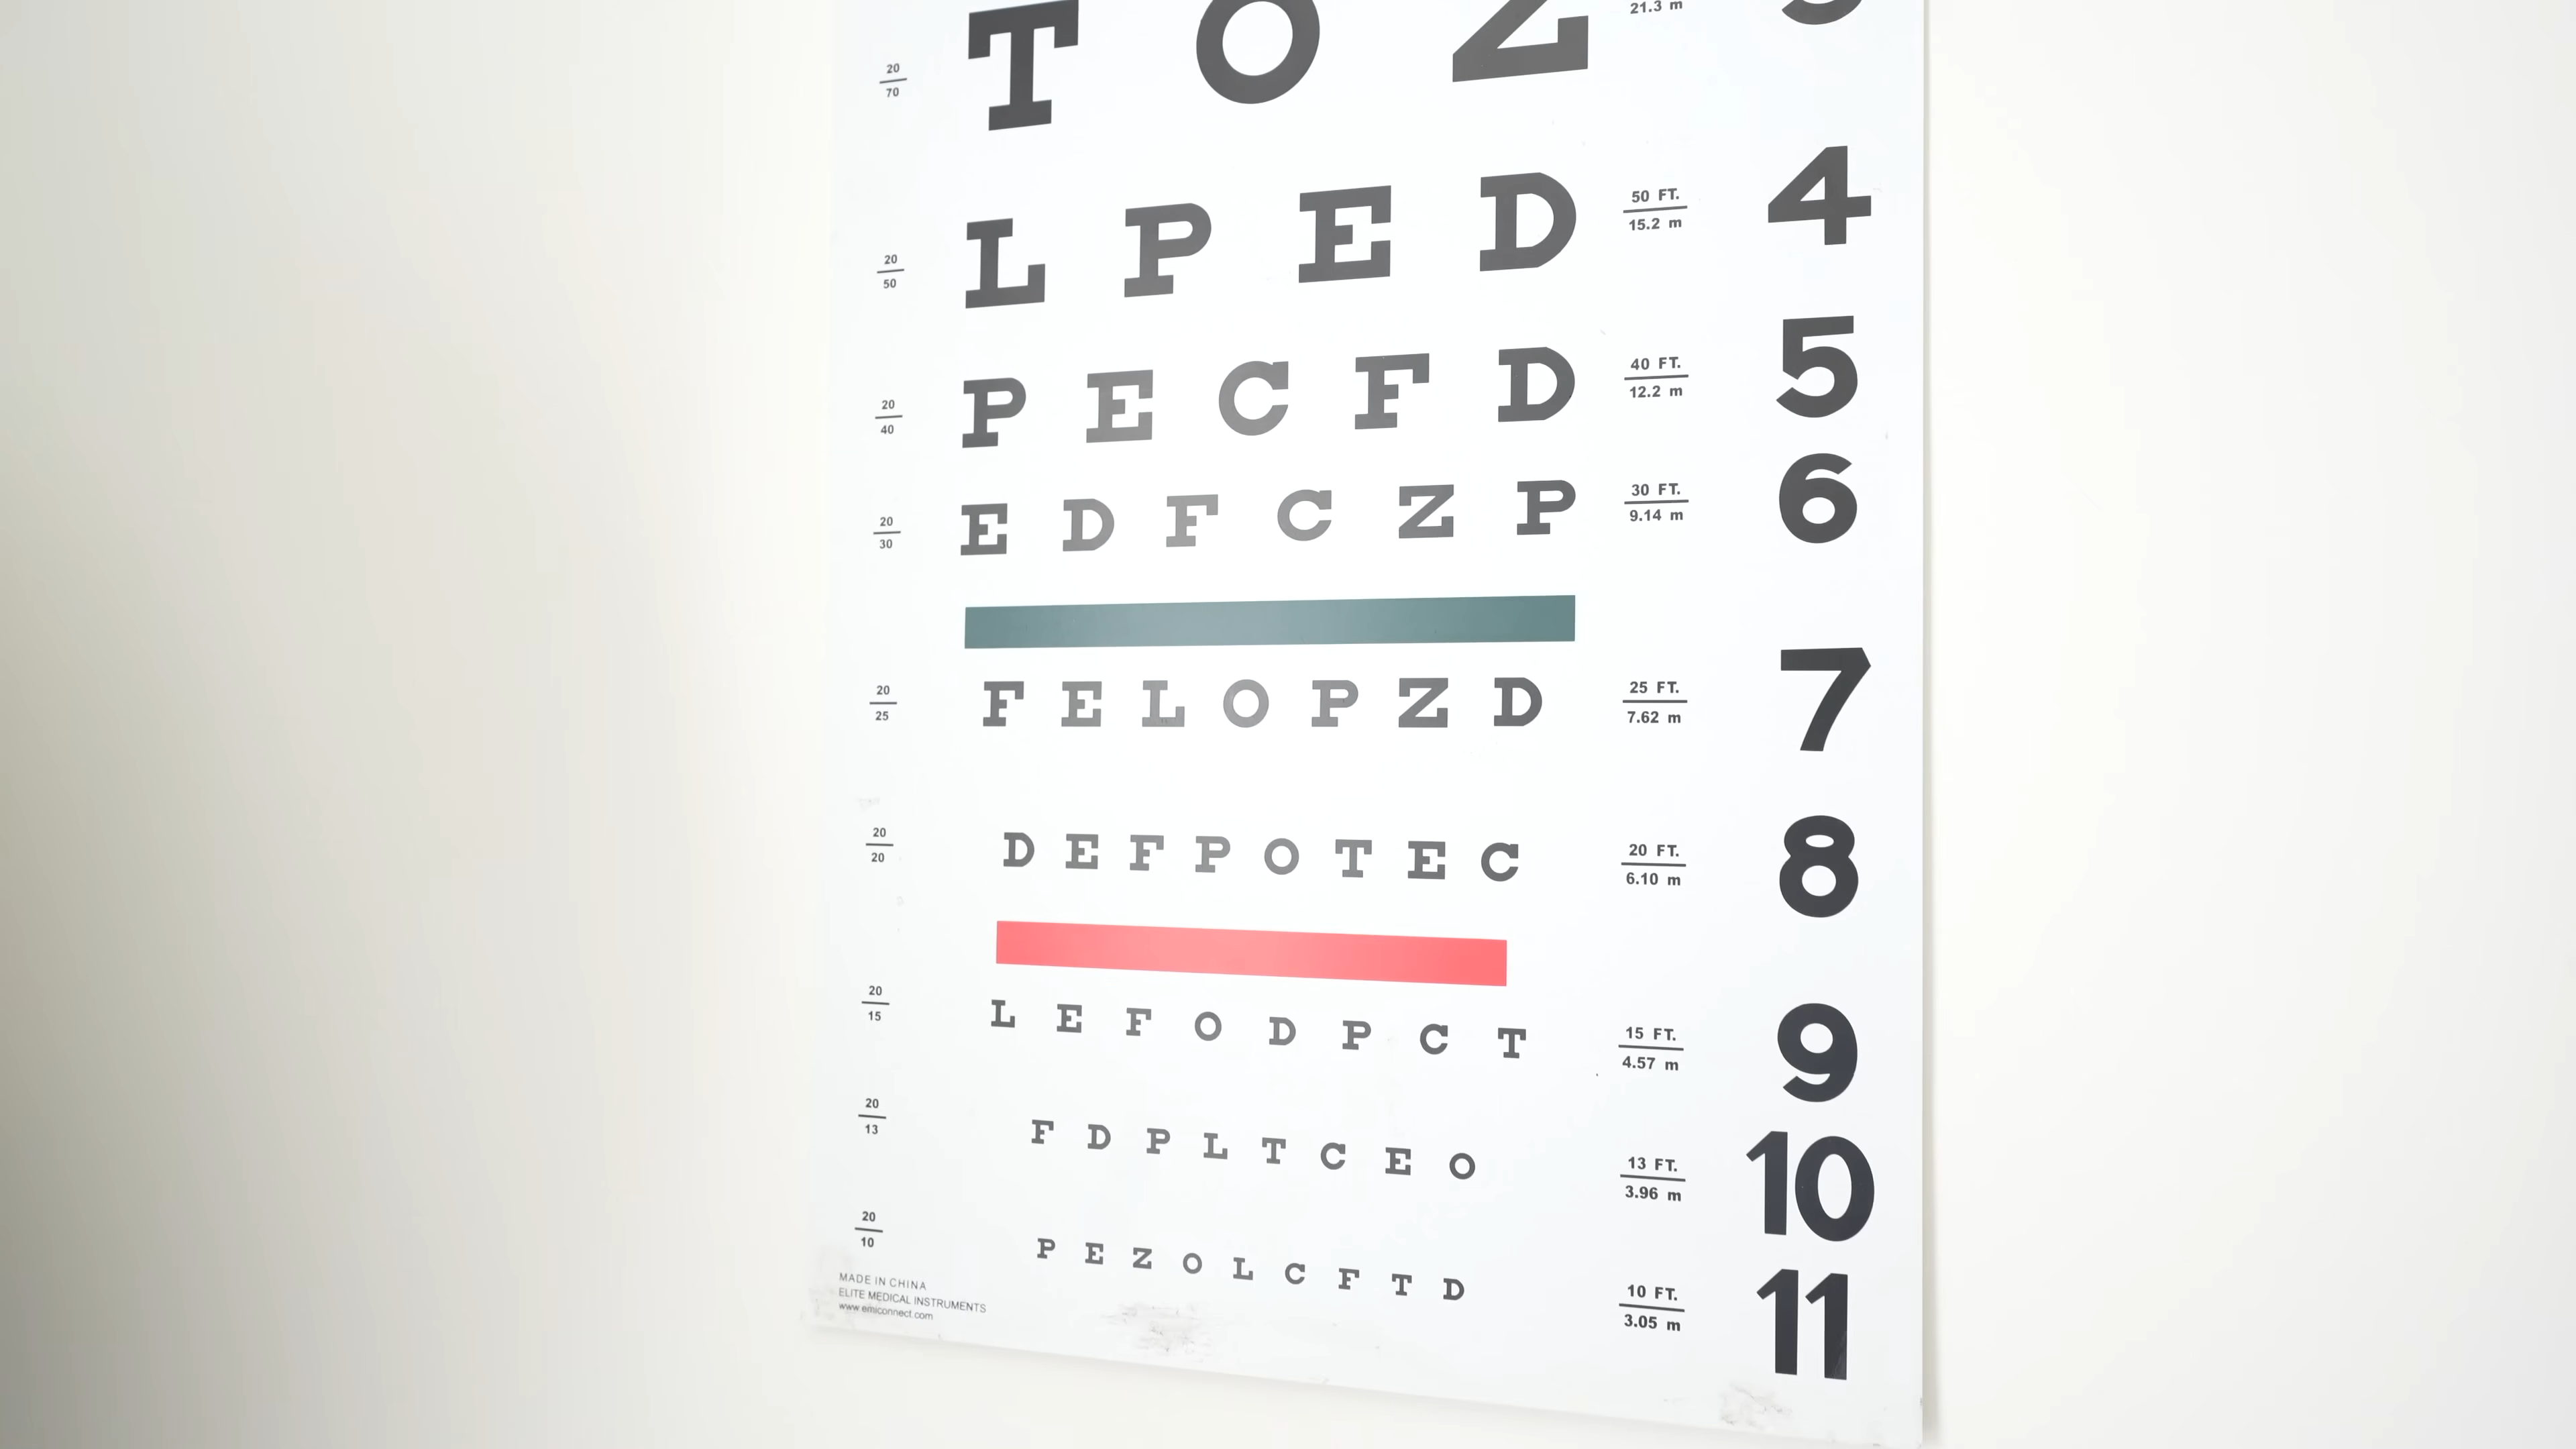 20/70 T O Z 21.3 m
20/50 L P E D 50 FT. 15.2 m 4
20/40 P E C F D 40 FT. 12.2 m 5
20/30 E D F C Z P 30 FT. 9.14 m 6
20/25 F E L O P Z D 25 FT. 7.62 m 7
20/20 D E F P O T E C 20 FT. 6.10 m 8
20/15 L E F O D P C T 15 FT. 4.57 m 9
20/13 F D P L T C E O 13 FT. 3.96 m 10
20/10 P E Z O L C F T D 10 FT. 3.05 m 11
MADE IN CHINA
ELITE MEDICAL INSTRUMENTS
www.emiconnect.com